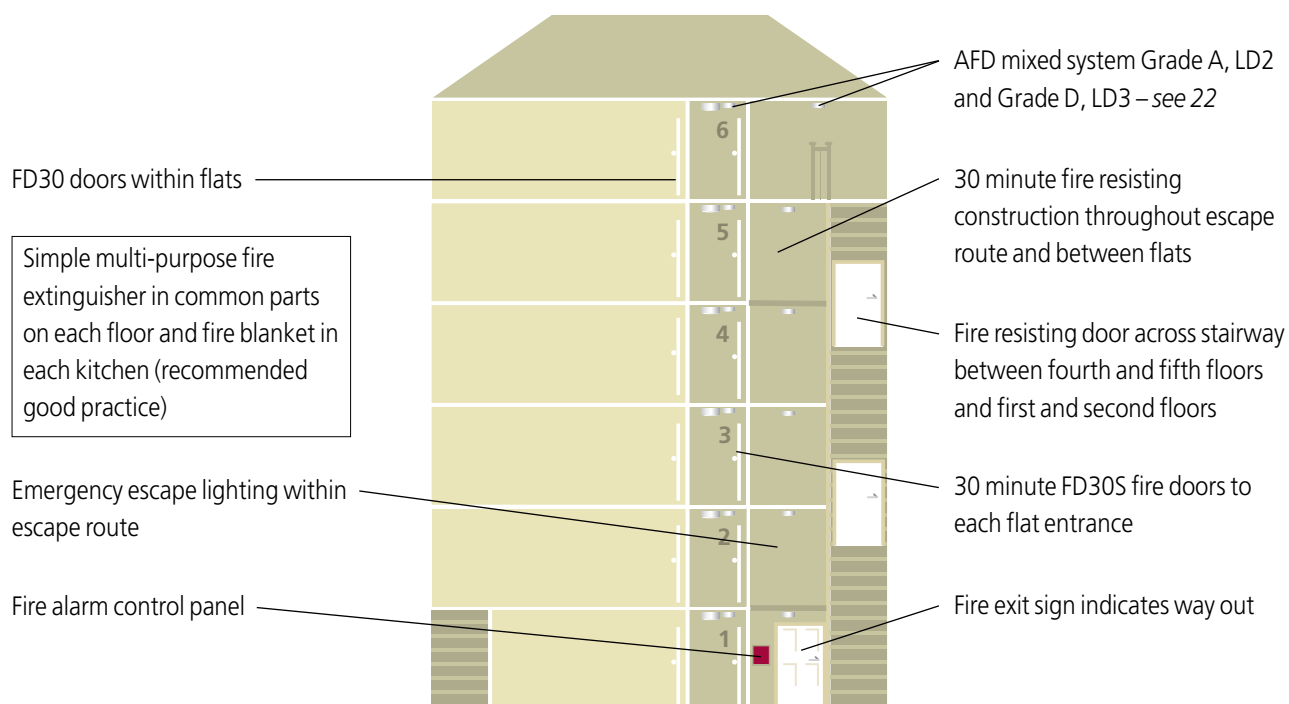 FD30 doors within flats
Simple multi-purpose fire
extinguisher in common parts
on each floor and fire blanket in
each kitchen (recommended
good practice)
Emergency escape lighting within
escape route
Fire alarm control panel
6
5
4
3
2
1
AFD mixed system Grade A, LD2
and Grade D, LD3 – see 22
30 minute fire resisting
construction throughout escape
route and between flats
Fire resisting door across stairway
between fourth and fifth floors
and first and second floors
30 minute FD30S fire doors to
each flat entrance
Fire exit sign indicates way out